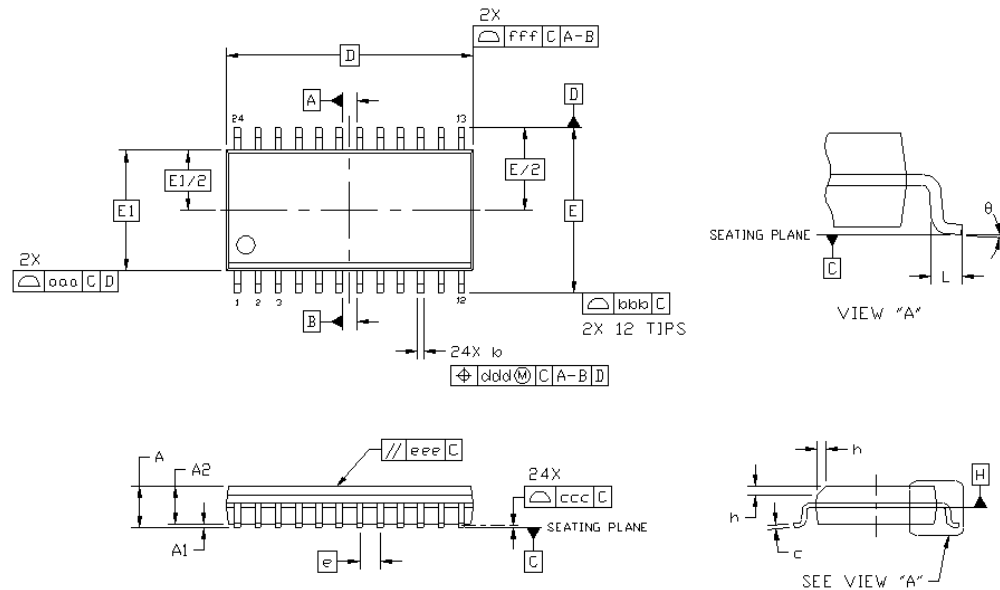 2X
⌓ fff C A-B
D
A
D
24
13
E1/2
E/2
E1
E
2X
⌓ aaa C D
1 2 3
12
B
⌓ bbb C
2X 12 TIPS
24X b
⌖ ddd Ⓜ C A-B D
θ
SEATING PLANE
C
L
VIEW "A"
// eee C
A
A2
A1
24X
⌓ ccc C
SEATING PLANE
C
e
h
h
H
c
SEE VIEW "A"